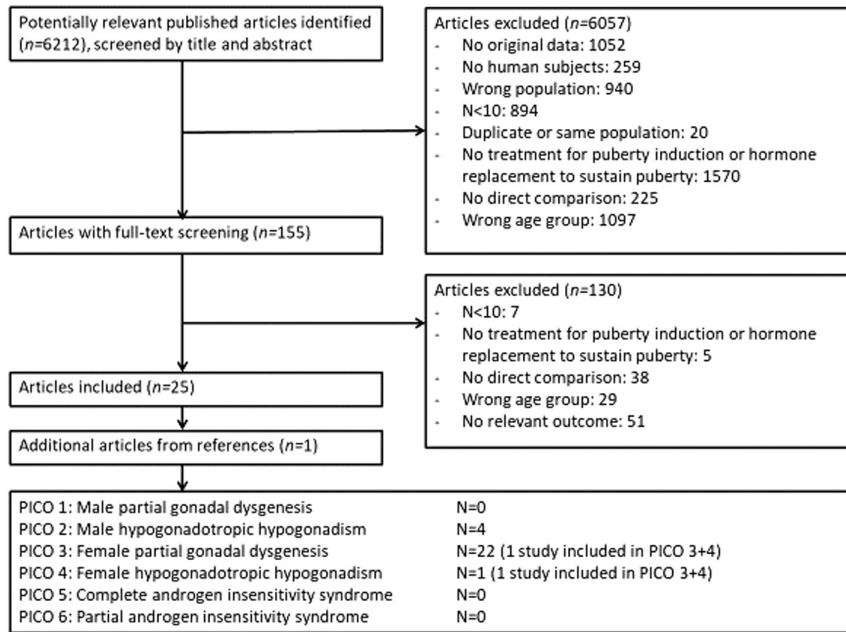 Potentially relevant published articles identified
(n=6212), screened by title and abstract
Articles excluded (n=6057)
- No original data: 1052
- No human subjects: 259
- Wrong population: 940
- N<10: 894
- Duplicate or same population: 20
- No treatment for puberty induction or hormone
replacement to sustain puberty: 1570
- No direct comparison: 225
- Wrong age group: 1097
Articles with full-text screening (n=155)
Articles excluded (n=130)
- N<10: 7
- No treatment for puberty induction or hormone
replacement to sustain puberty: 5
- No direct comparison: 38
- Wrong age group: 29
- No relevant outcome: 51
Articles included (n=25)
Additional articles from references (n=1)
PICO 1: Male partial gonadal dysgenesis N=0
PICO 2: Male hypogonadotropic hypogonadism N=4
PICO 3: Female partial gonadal dysgenesis N=22 (1 study included in PICO 3+4)
PICO 4: Female hypogonadotropic hypogonadism N=1 (1 study included in PICO 3+4)
PICO 5: Complete androgen insensitivity syndrome N=0
PICO 6: Partial androgen insensitivity syndrome N=0